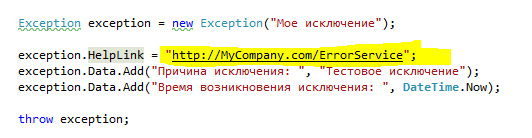 Exception exception = new Exception("Мое исключение");
exception.HelpLink = "http://MyCompany.com/ErrorService";
exception.Data.Add("Причина исключения: ", "Тестовое исключение");
exception.Data.Add("Время возникновения исключения: ", DateTime.Now);
throw exception;